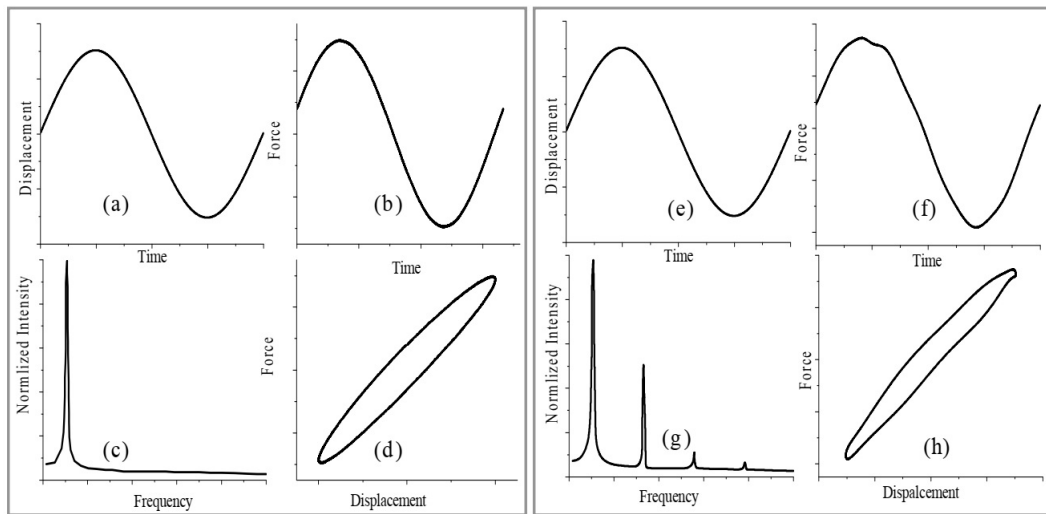 Displacement
(a)
Time
Force
(b)
Time
Normlized Intensity
(c)
Frequency
Force
(d)
Displacement
Displacement
(e)
Time
Force
(f)
Time
Normlized Intensity
(g)
Frequency
Force
(h)
Dispalcement